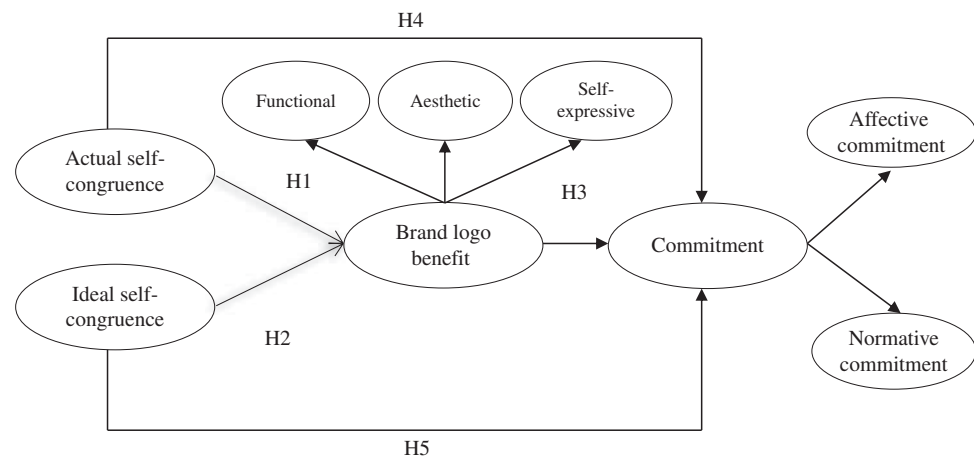 H4
Functional
Aesthetic
Self-
expressive
Affective
commitment
Actual self-
congruence
H1
H3
Brand logo
benefit
Commitment
Ideal self-
congruence
H2
Normative
commitment
H5